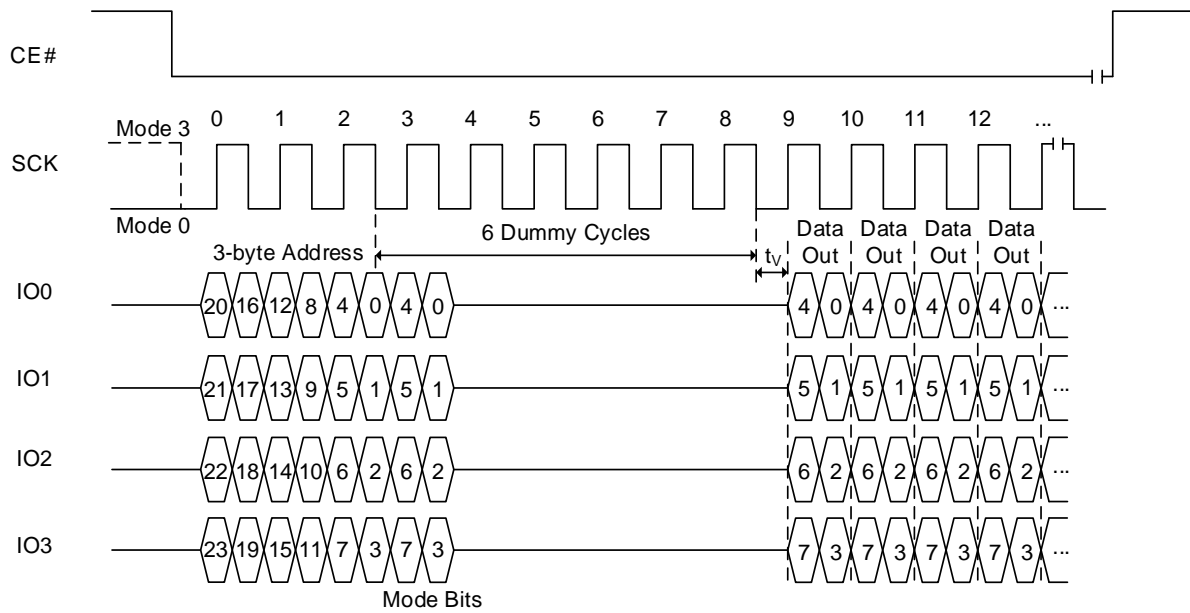 CE#
0 1 2 3 4 5 6 7 8 9 10 11 12 ...
Mode 3
SCK
Mode 0
3-byte Address
6 Dummy Cycles
tV
Data Out
Data Out
Data Out
Data Out
IO0
20 16 12 8 4 0 4 0 4 0 4 0 4 0 4 0 ...
IO1
21 17 13 9 5 1 5 1 5 1 5 1 5 1 5 1 ...
IO2
22 18 14 10 6 2 6 2 6 2 6 2 6 2 6 2 ...
IO3
23 19 15 11 7 3 7 3 7 3 7 3 7 3 7 3 ...
Mode Bits